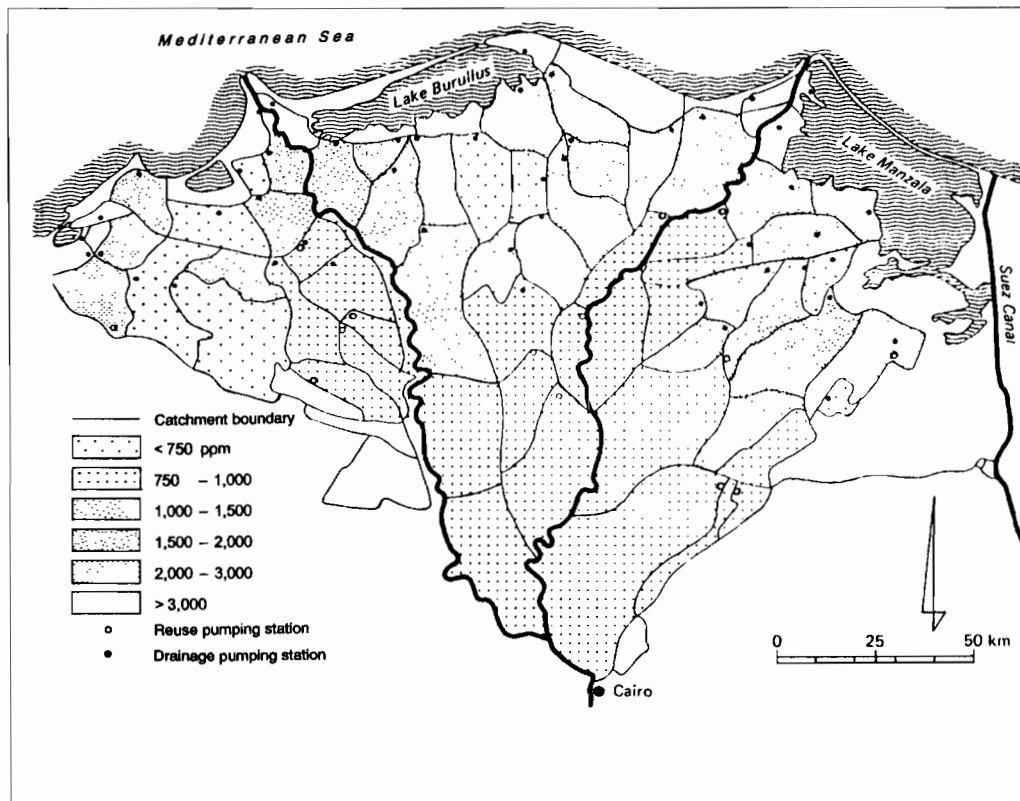 Mediterranean Sea
Lake Burullus
Lake Manzala
Suez Canal
Catchment boundary
< 750 ppm
750 – 1,000
1,000 – 1,500
1,500 – 2,000
2,000 – 3,000
> 3,000
Reuse pumping station
Drainage pumping station
0 25 50 km
Cairo